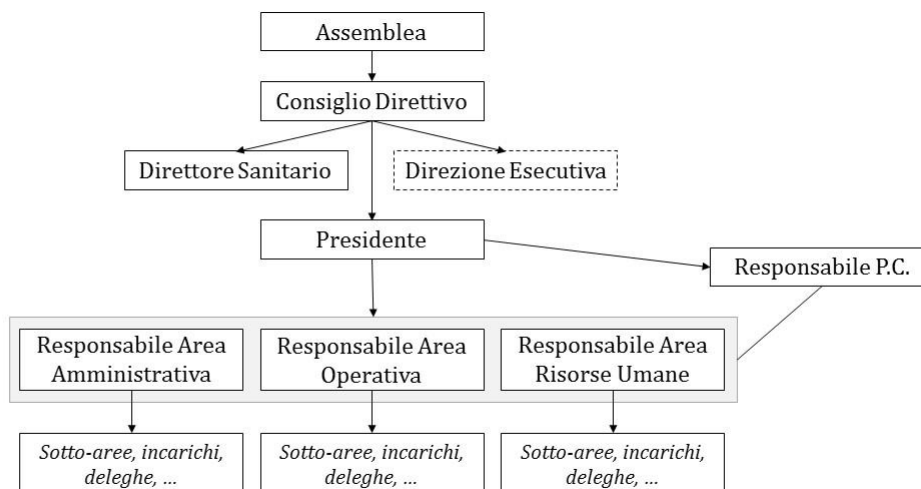 Assemblea
Consiglio Direttivo
Direttore Sanitario
Direzione Esecutiva
Presidente
Responsabile P.C.
Responsabile Area
Amministrativa
Responsabile Area
Operativa
Responsabile Area
Risorse Umane
Sotto-aree, incarichi,
deleghe, ...
Sotto-aree, incarichi,
deleghe, ...
Sotto-aree, incarichi,
deleghe, ...